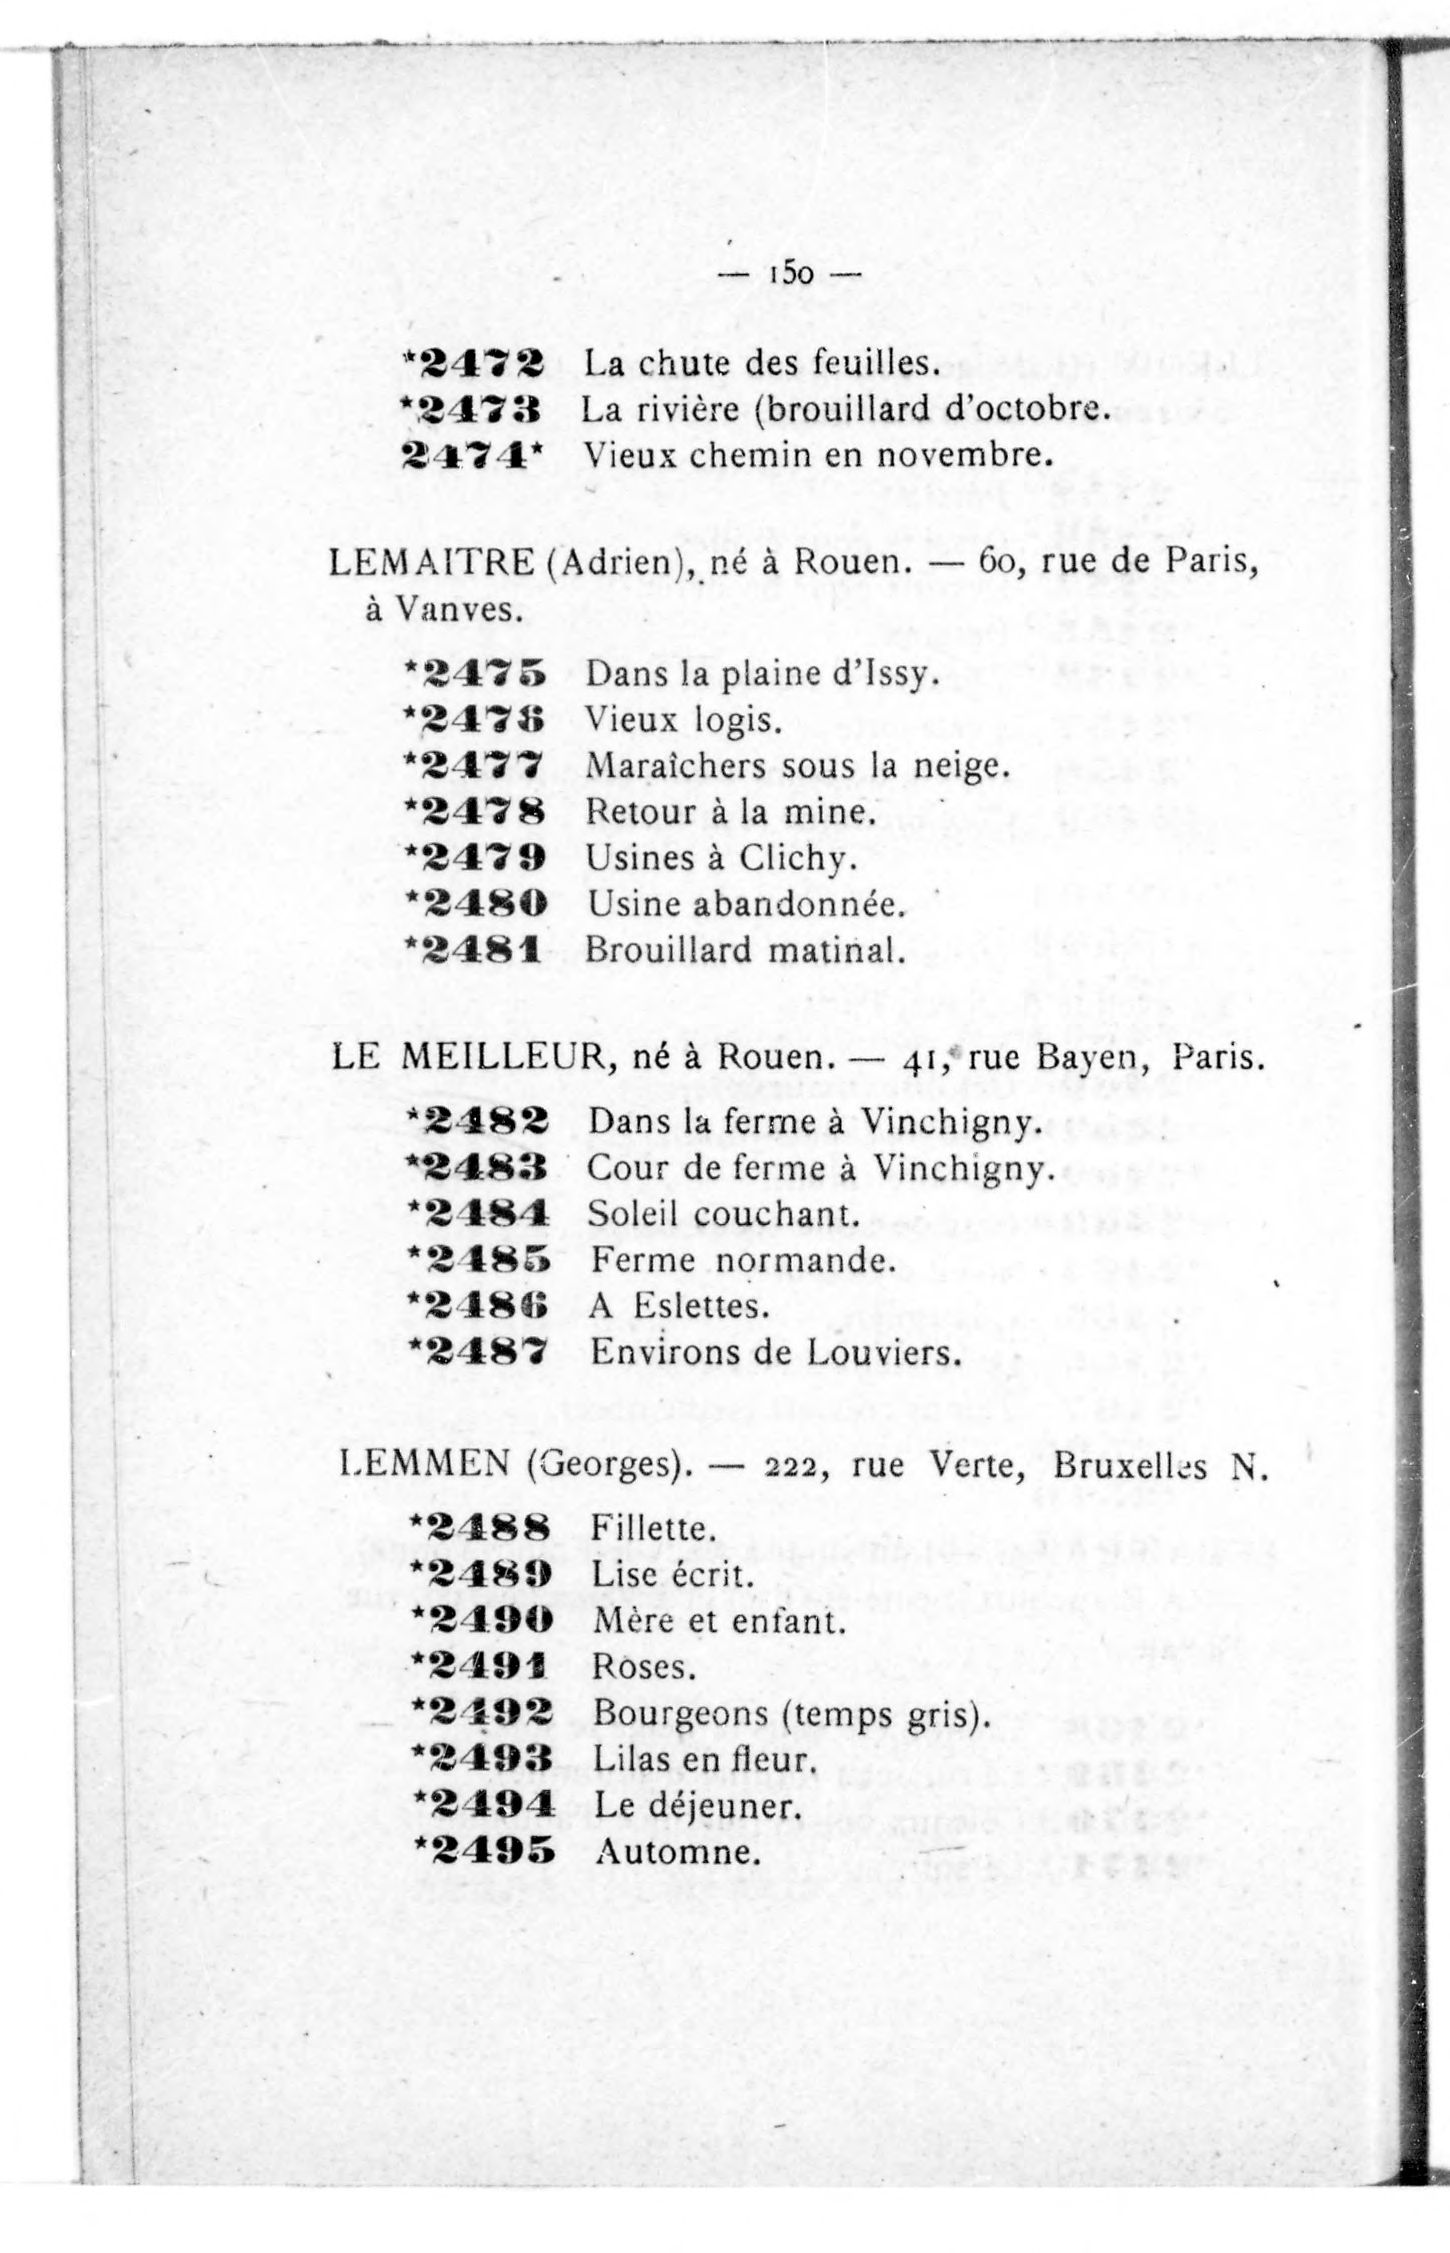 — 150 —
*2472 La chute des feuilles.
*2473 La rivière (brouillard d'octobre.
2474* Vieux chemin en novembre.
LEMAITRE (Adrien), né à Rouen. — 60, rue de Paris,
à Vanves.
*2475 Dans la plaine d'Issy.
*2476 Vieux logis.
*2477 Maraîchers sous la neige.
*2478 Retour à la mine.
*2479 Usines à Clichy.
*2480 Usine abandonnée.
*2481 Brouillard matinal.
LE MEILLEUR, né à Rouen. — 41, rue Bayen, Paris.
*2482 Dans la ferme à Vinchigny.
*2483 Cour de ferme à Vinchigny.
*2484 Soleil couchant.
*2485 Ferme normande.
*2486 A Eslettes.
*2487 Environs de Louviers.
LEMMEN (Georges). — 222, rue Verte, Bruxelles N.
*2488 Fillette.
*2489 Lise écrit.
*2490 Mère et enfant.
*2491 Roses.
*2492 Bourgeons (temps gris).
*2493 Lilas en fleur.
*2494 Le déjeuner.
*2495 Automne.